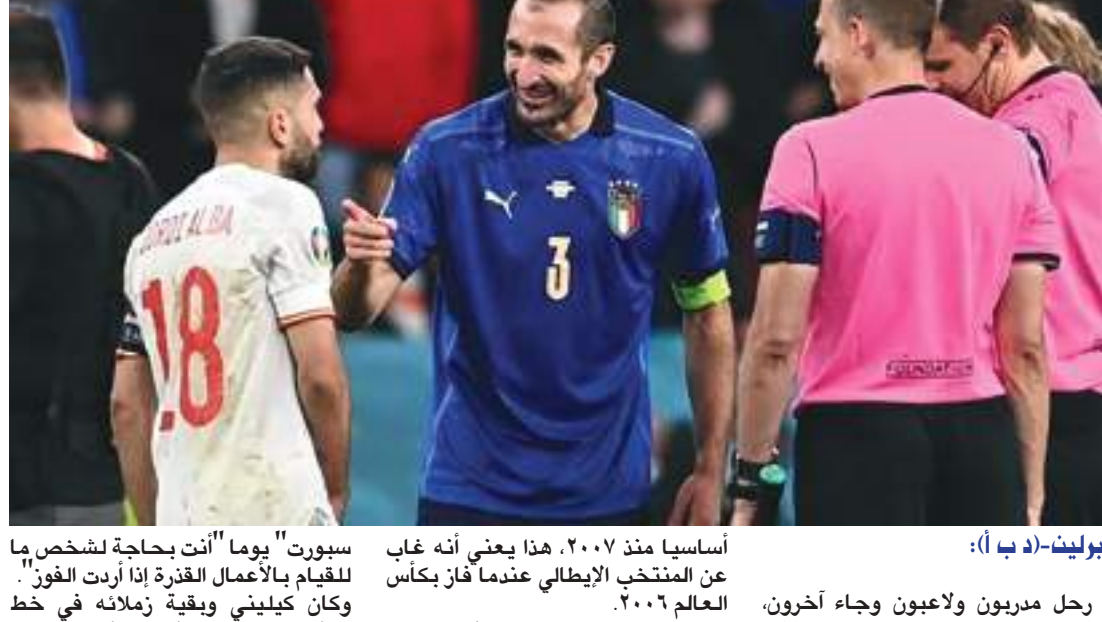 JORDI ALBA
18
3
FOUNDATION
برلين-(د ب أ):
رحل مدربون ولاعبون وجاء آخرون،
أساسيا منذ ٢٠٠٧، هذا يعني أنه غاب
عن المنتخب الإيطالي عندما فاز بكأس
العالم ٢٠٠٦.
سبورت" يوما "أنت بحاجة لشخص ما
للقيام بالأعمال القذرة إذا أردت الفوز".
وكان كيليني وبقية زملائه في خط